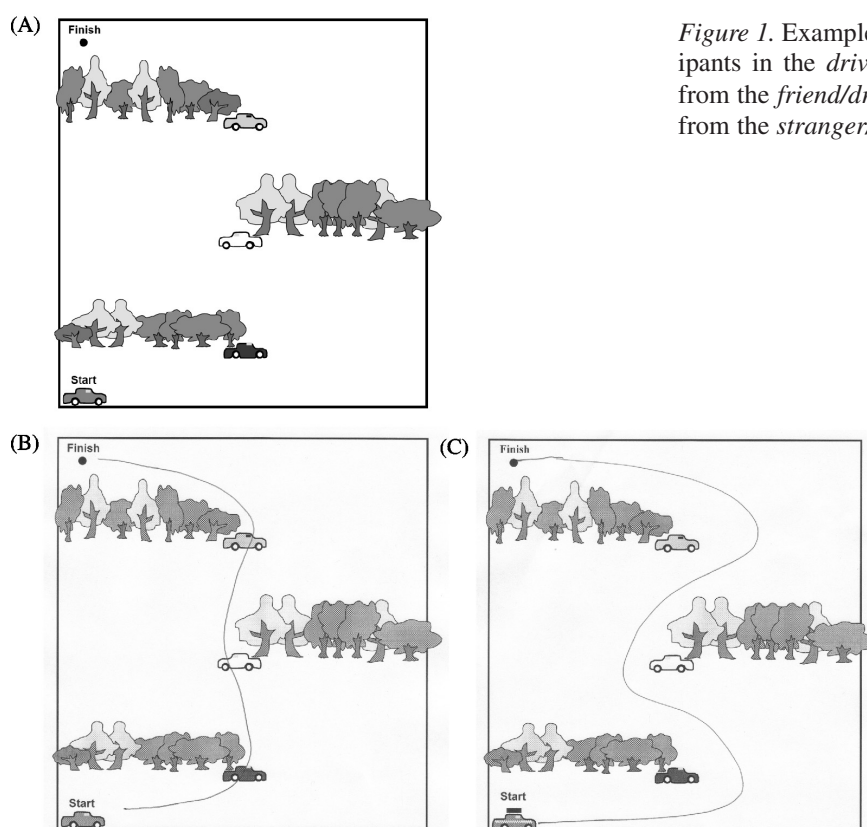 (A)
Finish
Start
Figure 1. Example
ipants in the driv
from the friend/dr
from the stranger
(B)
Finish
Start
(C)
Finish
Start